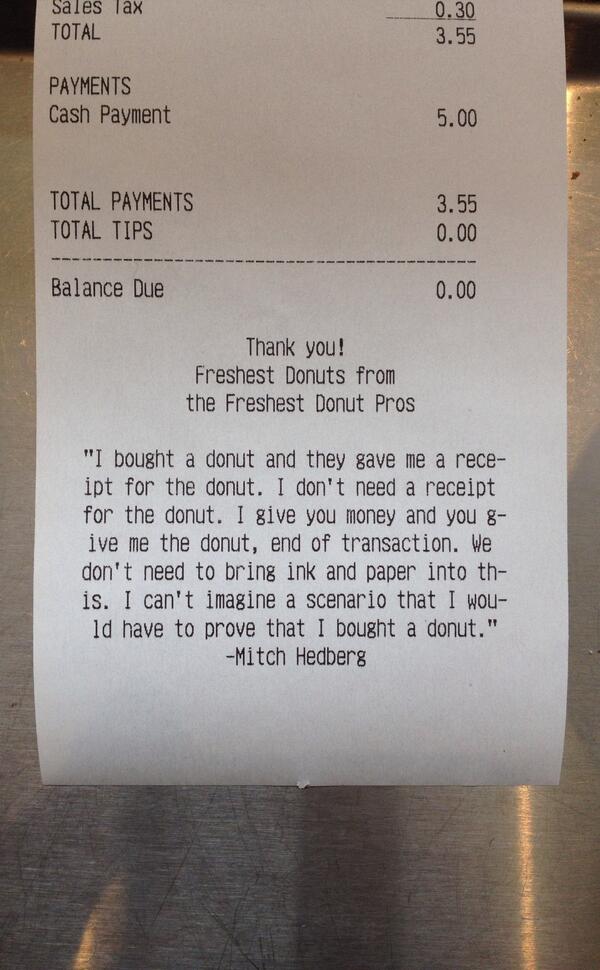 Sales Tax 0.30
TOTAL 3.55
PAYMENTS
Cash Payment 5.00
TOTAL PAYMENTS 3.55
TOTAL TIPS 0.00
Balance Due 0.00
Thank you!
Freshest Donuts from
the Freshest Donut Pros
"I bought a donut and they gave me a rece-
ipt for the donut. I don't need a receipt
for the donut. I give you money and you g-
ive me the donut, end of transaction. We
don't need to bring ink and paper into th-
is. I can't imagine a scenario that I wou-
ld have to prove that I bought a donut."
-Mitch Hedberg